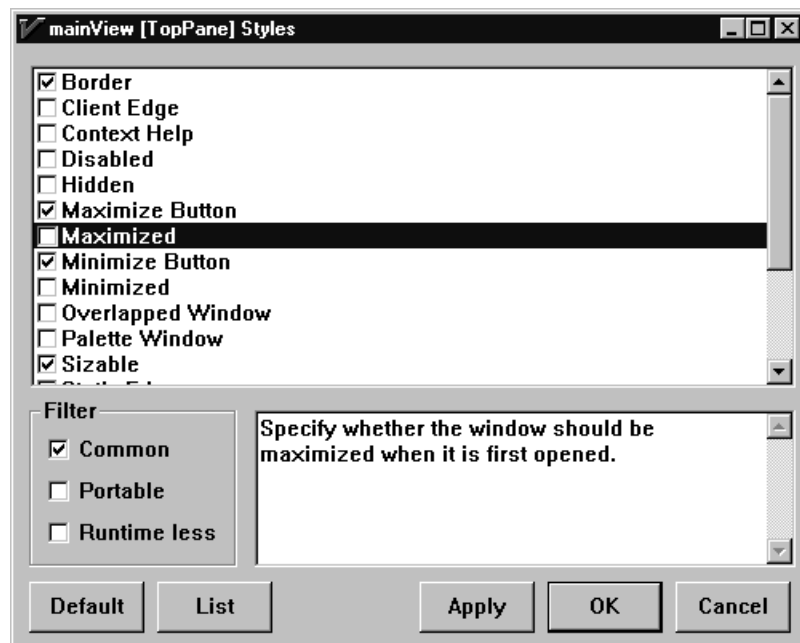 mainView [TopPane] Styles
Border
Client Edge
Context Help
Disabled
Hidden
Maximize Button
Maximized
Minimize Button
Minimized
Overlapped Window
Palette Window
Sizable
Filter
Common
Portable
Runtime less
Specify whether the window should be
maximized when it is first opened.
Default List Apply OK Cancel